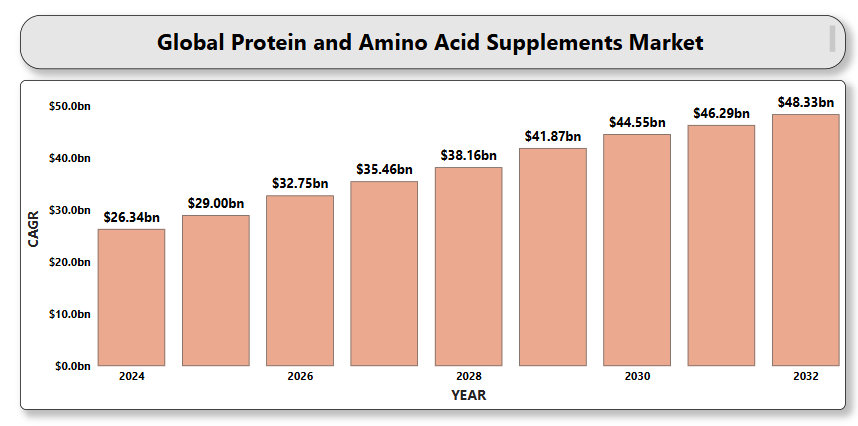 Global Protein and Amino Acid Supplements Market
$50.0bn
$40.0bn
$30.0bn
$20.0bn
$10.0bn
$0.0bn
CAGR
$26.34bn
$29.00bn
$32.75bn
$35.46bn
$38.16bn
$41.87bn
$44.55bn
$46.29bn
$48.33bn
2024 2026 2028 2030 2032
YEAR